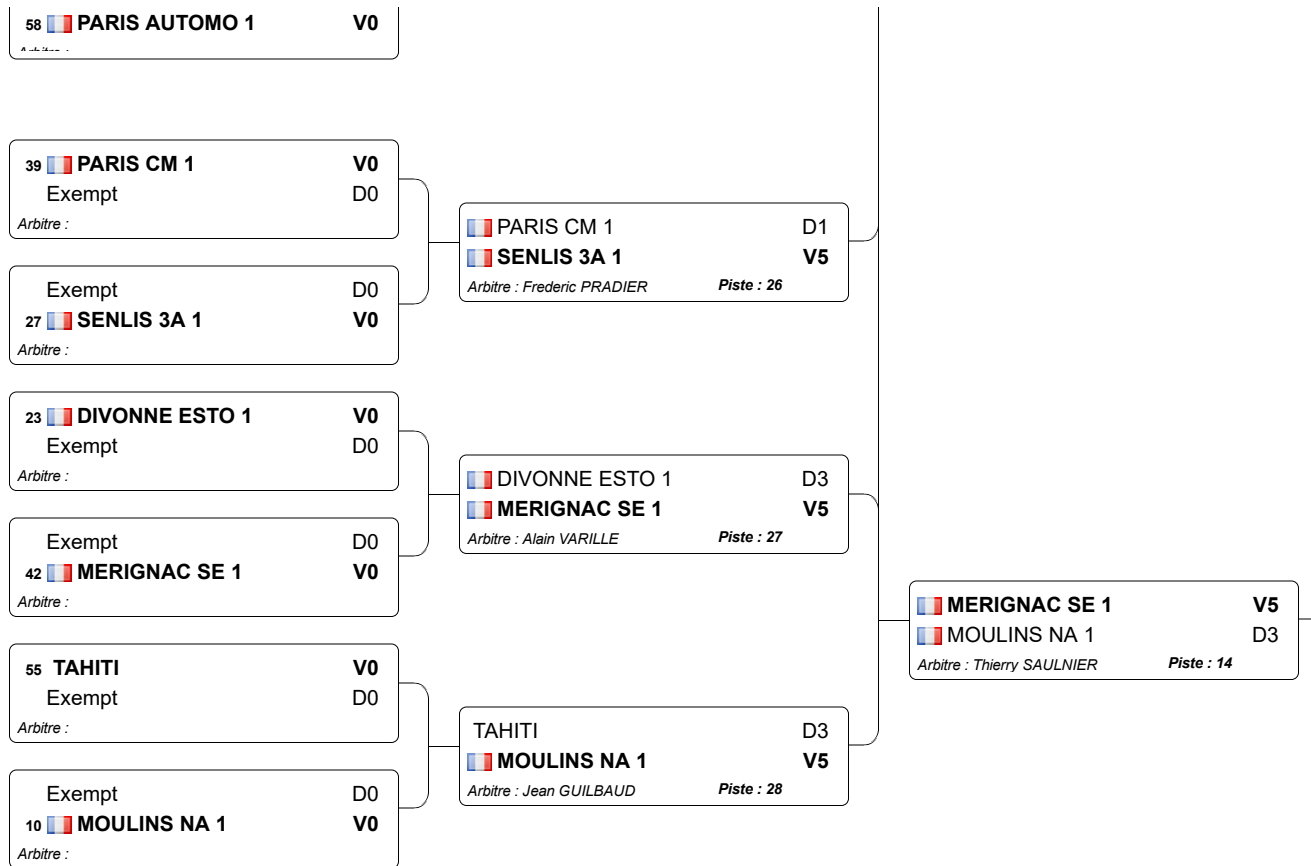 58 PARIS AUTOMO 1 V0
39 PARIS CM 1 V0
Exempt D0
Arbitre :
Exempt D0
27 SENLIS 3A 1 V0
Arbitre :
23 DIVONNE ESTO 1 V0
Exempt D0
Arbitre :
Exempt D0
42 MERIGNAC SE 1 V0
Arbitre :
55 TAHITI V0
Exempt D0
Arbitre :
Exempt D0
10 MOULINS NA 1 V0
Arbitre :
PARIS CM 1 D1
SENLIS 3A 1 V5
Arbitre : Frederic PRADIER Piste : 26
DIVONNE ESTO 1 D3
MERIGNAC SE 1 V5
Arbitre : Alain VARILLE Piste : 27
TAHITI D3
MOULINS NA 1 V5
Arbitre : Jean GUILBAUD Piste : 28
MERIGNAC SE 1 V5
MOULINS NA 1 D3
Arbitre : Thierry SAULNIER Piste : 14